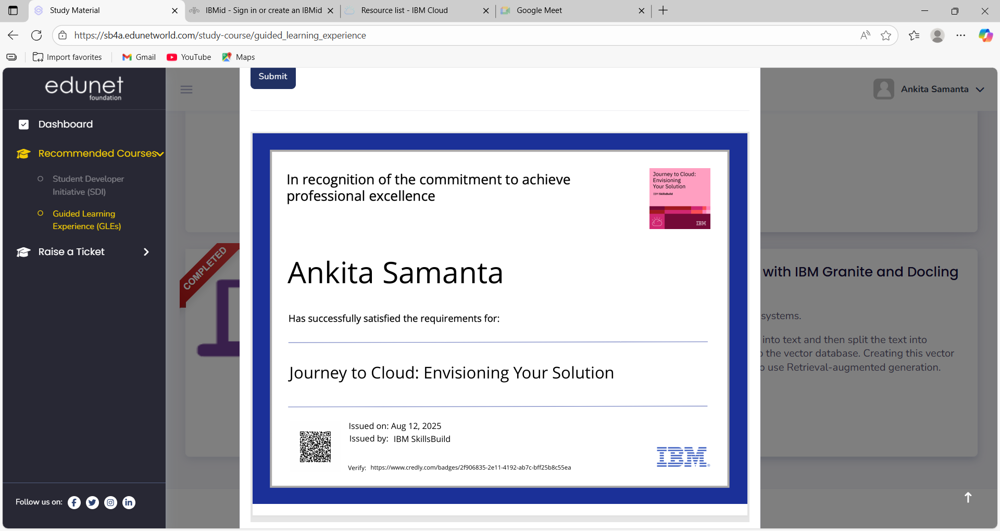 Study Material
IBMid - Sign in or create an IBMid
Resource list - IBM Cloud
Google Meet
https://sb4a.edunetworld.com/study-course/guided_learning_experience
Import favorites
Gmail
YouTube
Maps
edunet
foundation
Dashboard
Recommended Courses
Student Developer
Initiative (SDI)
Guided Learning
Experience (GLEs)
Raise a Ticket
Follow us on:
Submit
Ankita Samanta
COMPLETED
In recognition of the commitment to achieve
professional excellence
Journey to Cloud:
Envisioning
Your Solution
IBM SkillsBuild
IBM
Ankita Samanta
Has successfully satisfied the requirements for:
Journey to Cloud: Envisioning Your Solution
Issued on: Aug 12, 2025
Issued by: IBM SkillsBuild
Verify: https://www.credly.com/badges/2f906835-2e11-4192-ab7c-bff25b8c55ea
IBM
with IBM Granite and Docling
systems.
into text and then split the text into
the vector database. Creating this vector
use Retrieval-augmented generation.